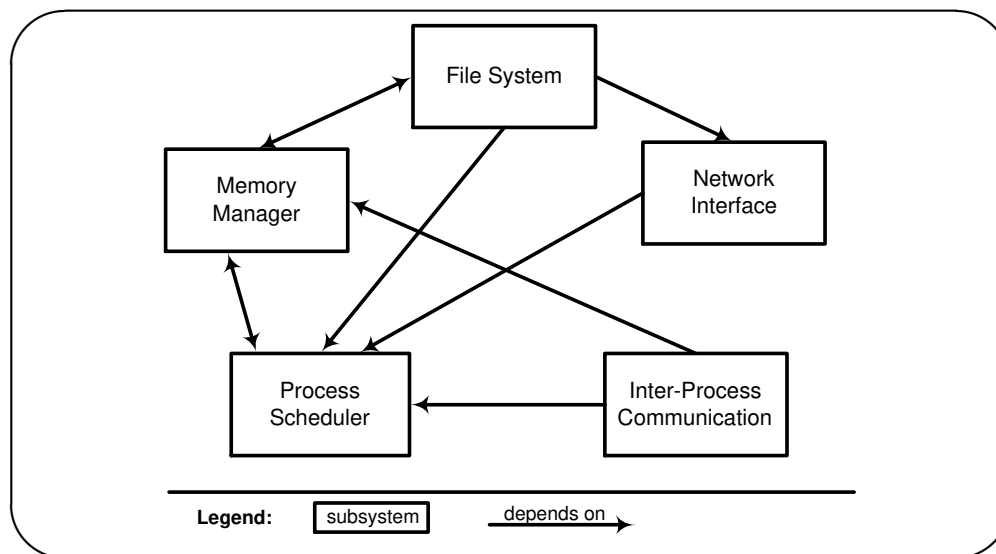 File System
Memory
Manager
Network
Interface
Process
Scheduler
Inter-Process
Communication
Legend:
subsystem
depends on